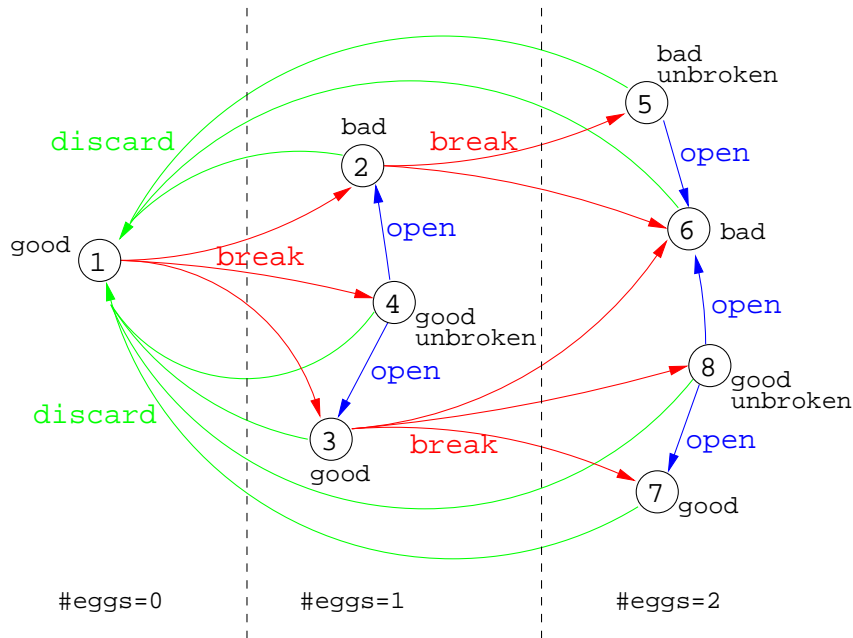 bad
unbroken
5
discard
bad
break
2
open
open
6
bad
good
1
break
4
good
unbroken
open
open
8
good
unbroken
discard
3
good
break
open
7
good
#eggs=0
#eggs=1
#eggs=2